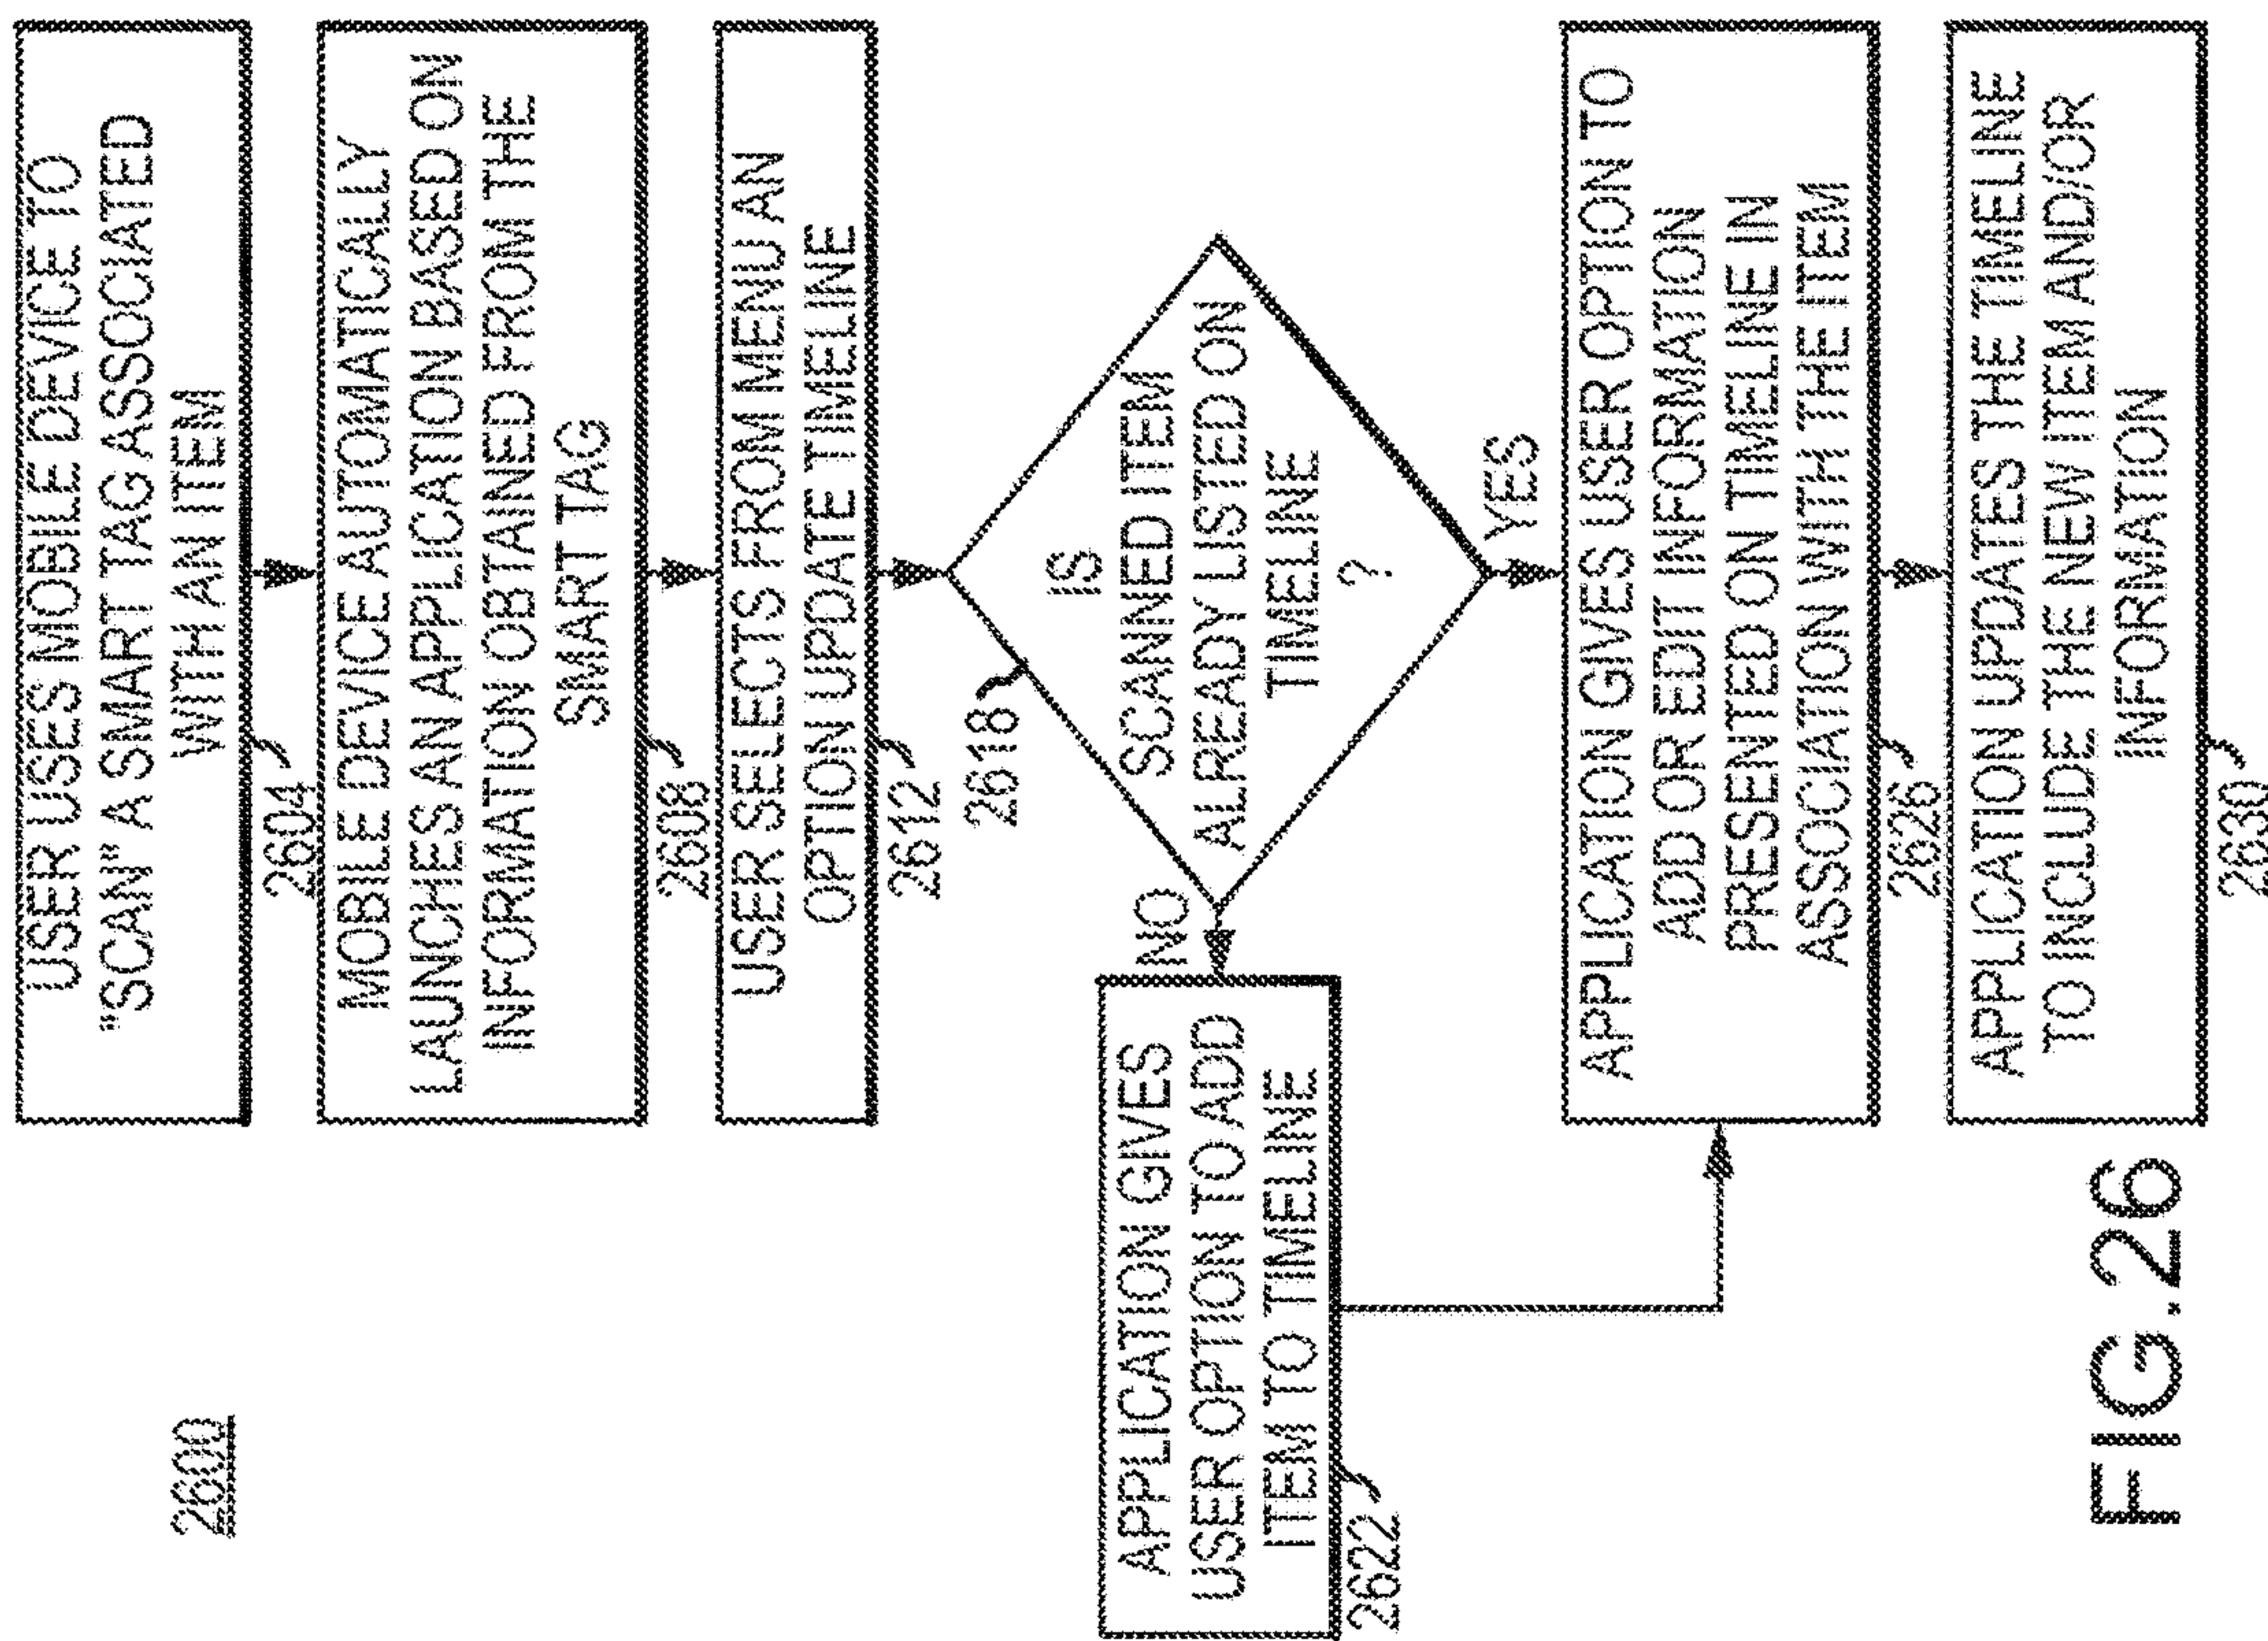 2600
USER USES MOBILE DEVICE TO
"SCAN" A SMART TAG ASSOCIATED
WITH AN ITEM
2604
MOBILE DEVICE AUTOMATICALLY
LAUNCHES AN APPLICATION BASED ON
INFORMATION OBTAINED FROM THE
SMART TAG
2608
USER SELECTS FROM MENU AN
OPTION UPDATE TIMELINE
2612
2618
IS
SCANNED ITEM
ALREADY LISTED ON
TIMELINE
?
NO
YES
APPLICATION GIVES
USER OPTION TO ADD
ITEM TO TIMELINE
2622
APPLICATION GIVES USER OPTION TO
ADD OR EDIT INFORMATION
PRESENTED ON TIMELINE IN
ASSOCIATION WITH THE ITEM
2626
APPLICATION UPDATES THE TIMELINE
TO INCLUDE THE NEW ITEM AND/OR
INFORMATION
2630
FIG.26